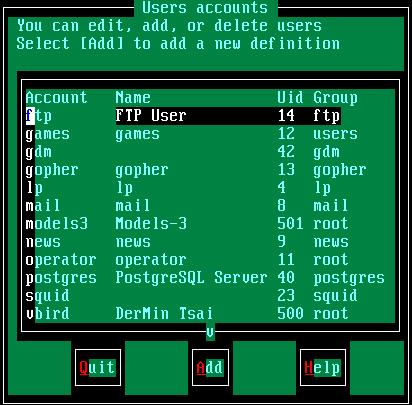 Users accounts
You can edit, add, or delete users
Select [Add] to add a new definition
Account Name Uid Group
ftp FTP User 14 ftp
games games 12 users
gdm 42 gdm
gopher gopher 13 gopher
lp lp 4 lp
mail mail 8 mail
models3 Models-3 501 root
news news 9 news
operator operator 11 root
postgres PostgreSQL Server 40 postgres
squid 23 squid
vbird DerMin Tsai 500 root
v
Quit Add Help